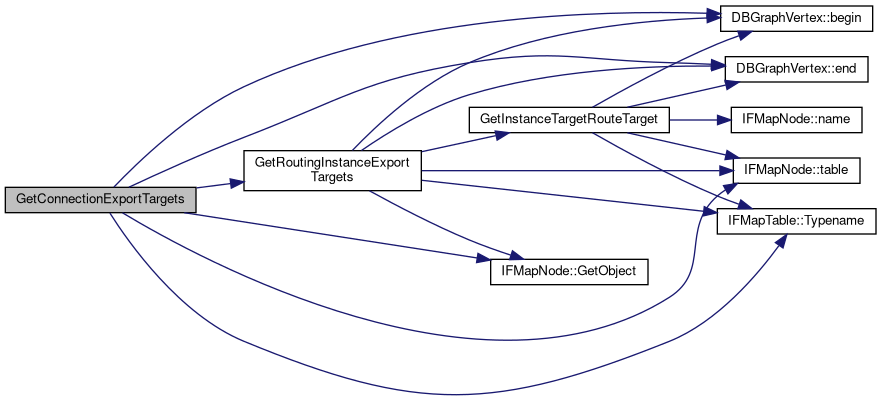 DBGraphVertex::begin
DBGraphVertex::end
GetInstanceTargetRouteTarget
IFMapNode::name
GetRoutingInstanceExport
Targets
IFMapNode::table
GetConnectionExportTargets
IFMapTable::Typename
IFMapNode::GetObject